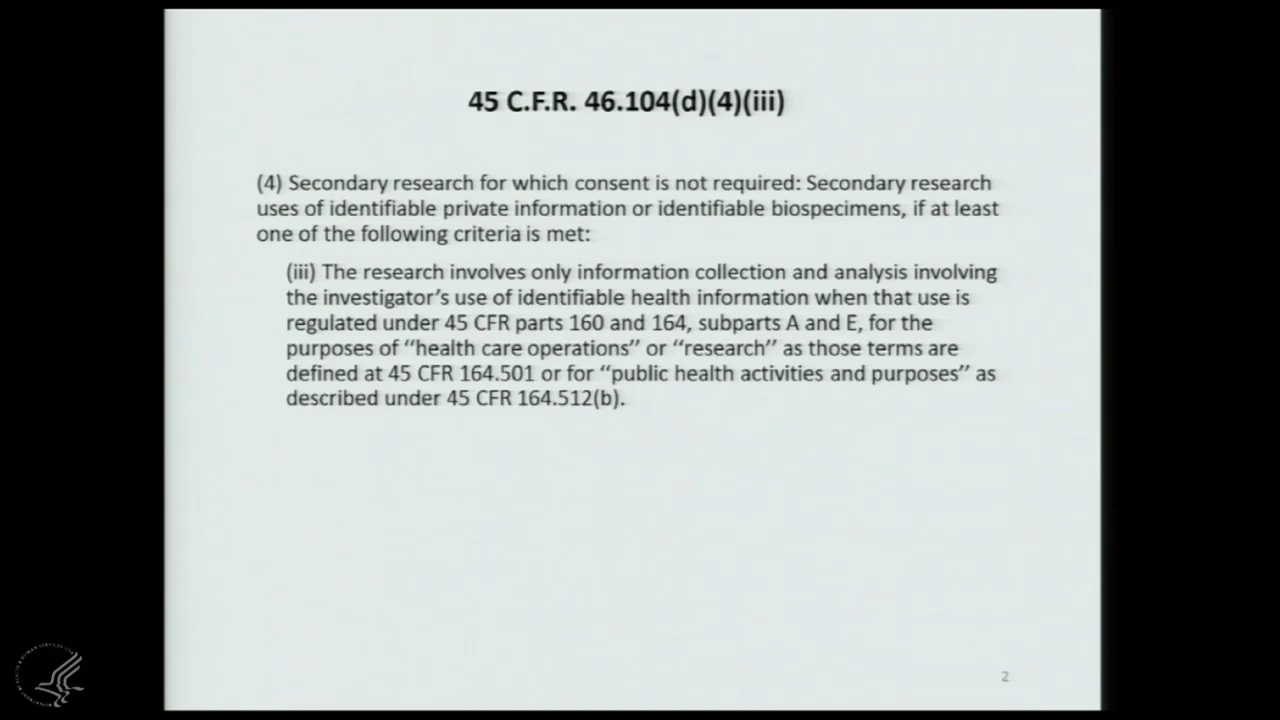 45 C.F.R. 46.104(d)(4)(iii)
(4) Secondary research for which consent is not required: Secondary research
uses of identifiable private information or identifiable biospecimens, if at least
one of the following criteria is met:
(iii) The research involves only information collection and analysis involving
the investigator’s use of identifiable health information when that use is
regulated under 45 CFR parts 160 and 164, subparts A and E, for the
purposes of ‘‘health care operations’’ or ‘‘research’’ as those terms are
defined at 45 CFR 164.501 or for ‘‘public health activities and purposes’’ as
described under 45 CFR 164.512(b).
2